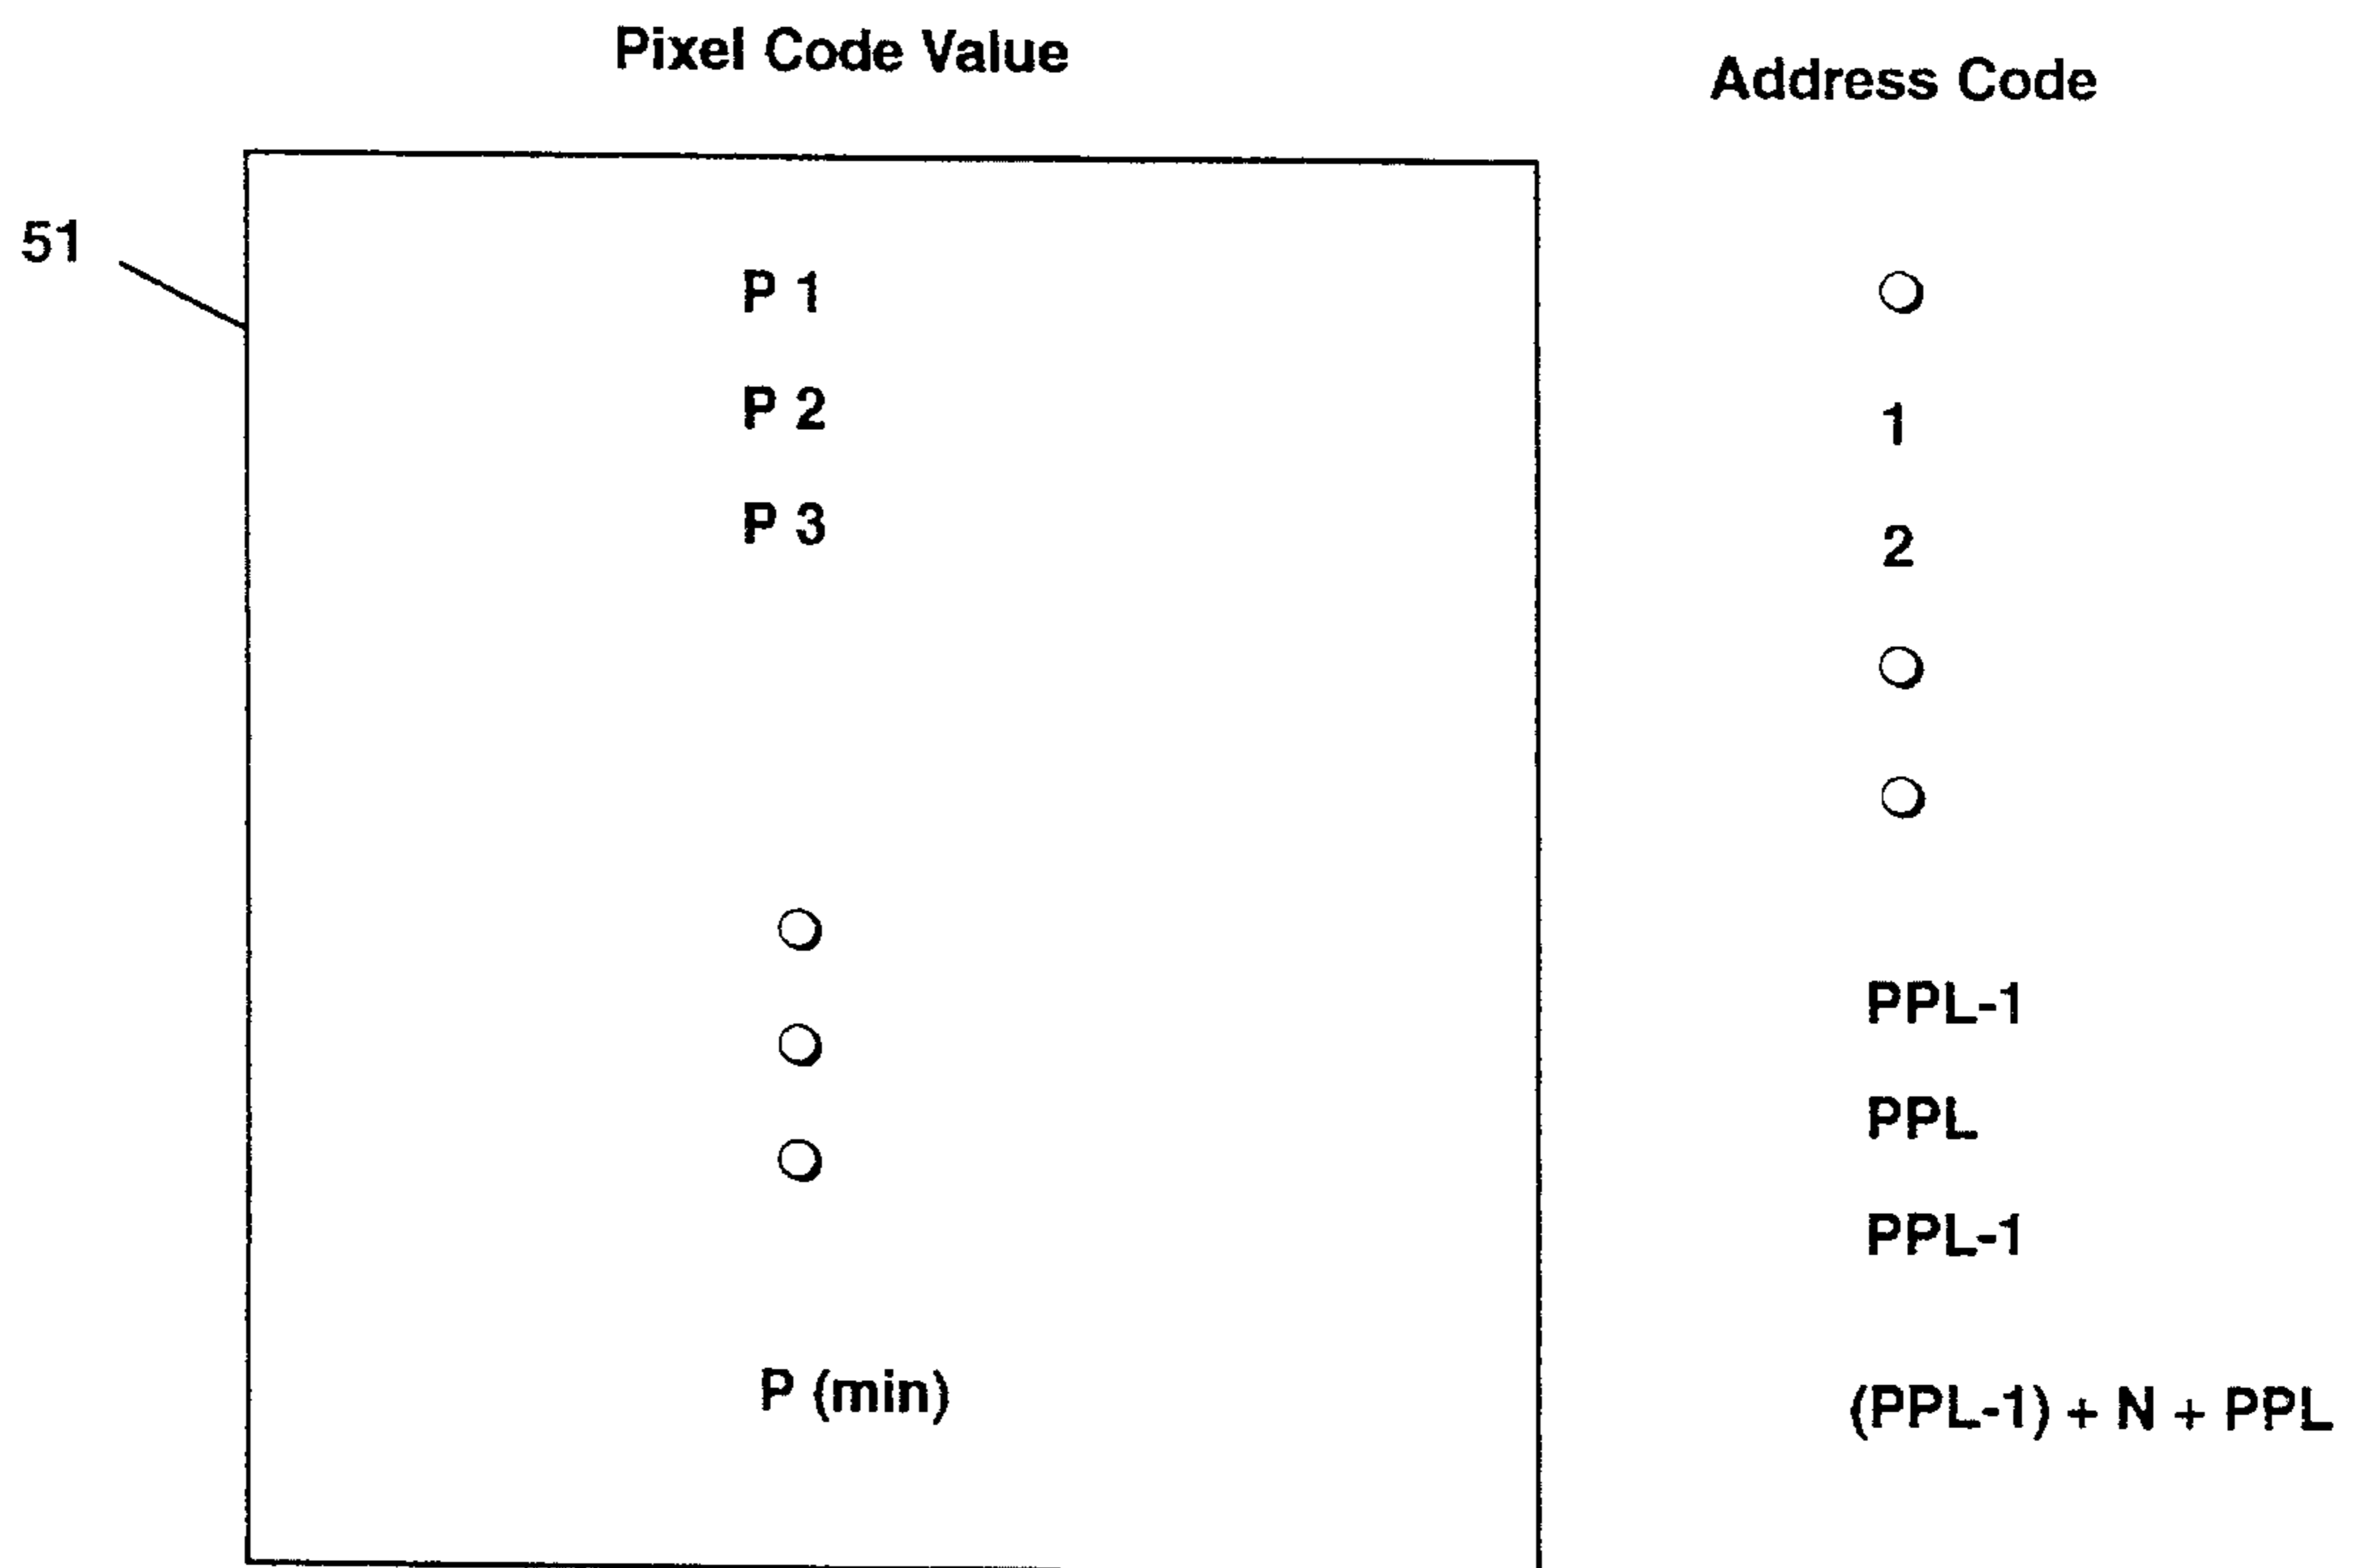 Pixel Code Value
Address Code
51
P 1
○
P 2
1
P 3
2
○
○
○
PPL-1
○
PPL
○
PPL-1
P (min)
(PPL-1) + N + PPL